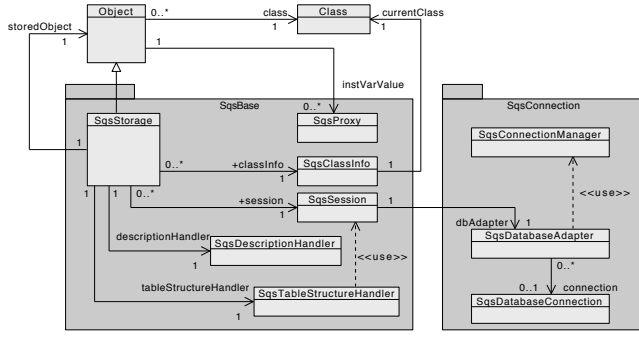 Object
0..*
class
1
Class
currentClass
1
storedObject
1
1
instVarValue
0..*
SqsBase
SqsConnection
SqsStorage
SqsProxy
SqsConnectionManager
1
0..*
+classInfo
1
SqsClassInfo
1
<<use>>
1
1
0..*
+session
1
SqsSession
1
dbAdapter
1
descriptionHandler
1
SqsDescriptionHandler
<<use>>
SqsDatabaseAdapter
0..*
tableStructureHandler
1
SqsTableStructureHandler
0..1
connection
SqsDatabaseConnection